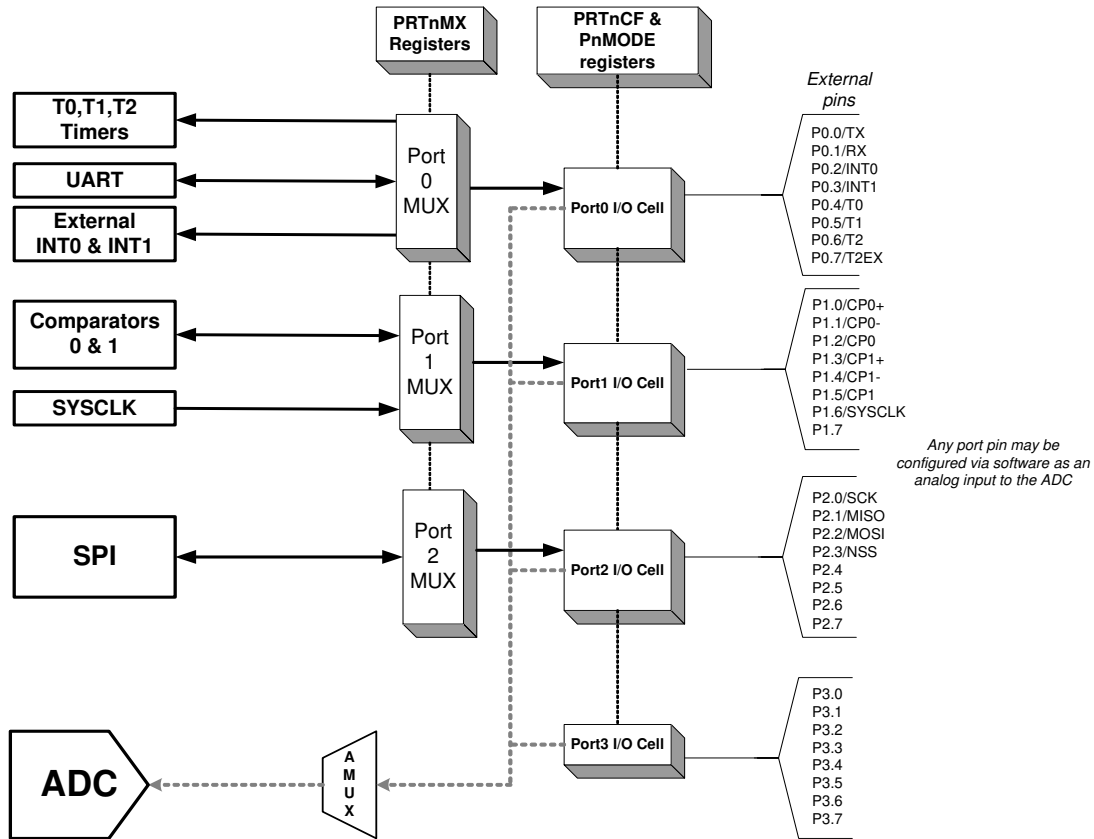 PRTnMX
Registers
PRTnCF &
PnMODE
registers
External
pins
T0,T1,T2
Timers
UART
External
INT0 & INT1
Port
0
MUX
Port0 I/O Cell
P0.0/TX
P0.1/RX
P0.2/INT0
P0.3/INT1
P0.4/T0
P0.5/T1
P0.6/T2
P0.7/T2EX
Comparators
0 & 1
SYSCLK
Port
1
MUX
Port1 I/O Cell
P1.0/CP0+
P1.1/CP0-
P1.2/CP0
P1.3/CP1+
P1.4/CP1-
P1.5/CP1
P1.6/SYSCLK
P1.7
Any port pin may be
configured via software as an
analog input to the ADC
SPI
Port
2
MUX
Port2 I/O Cell
P2.0/SCK
P2.1/MISO
P2.2/MOSI
P2.3/NSS
P2.4
P2.5
P2.6
P2.7
ADC
A
M
U
X
Port3 I/O Cell
P3.0
P3.1
P3.2
P3.3
P3.4
P3.5
P3.6
P3.7